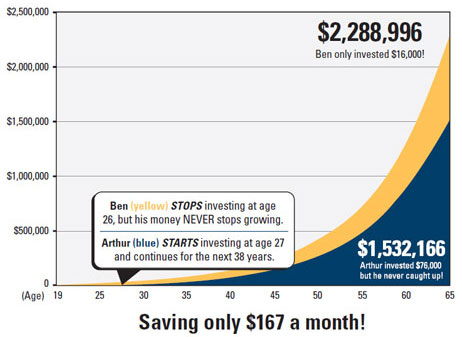 $2,500,000
$2,288,996
Ben only invested $16,000!
$2,000,000
$1,500,000
$1,000,000
Ben (yellow) STOPS investing at age
26, but his money NEVER stops growing.
Arthur (blue) STARTS investing at age 27
and continues for the next 38 years.
$500,000
$1,532,166
Arthur invested $76,000
but he never caught up!
0
(Age) 19 25 30 35 40 45 50 55 60 65
Saving only $167 a month!